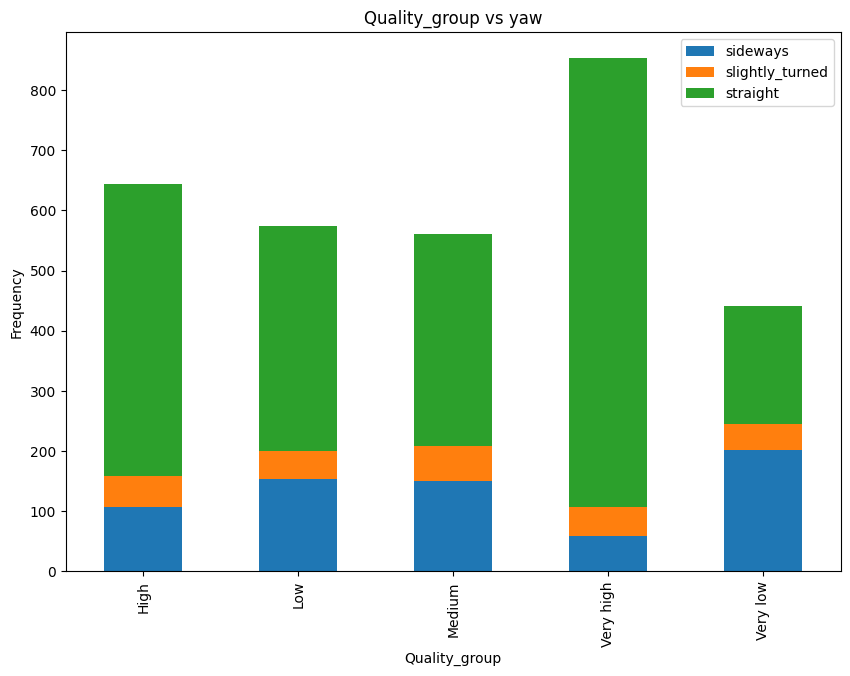 Quality_group vs yaw
sideways
slightly_turned
straight
Frequency
800
700
600
500
400
300
200
100
0
High
Low
Medium
Very high
Very low
Quality_group